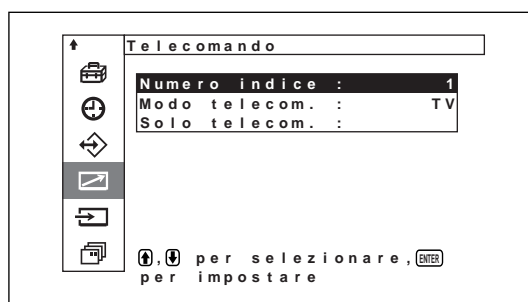 Telecomando
Numero indice : 1
Modo telecom. : TV
Solo telecom. :
, per selezionare, ENTER
per impostare